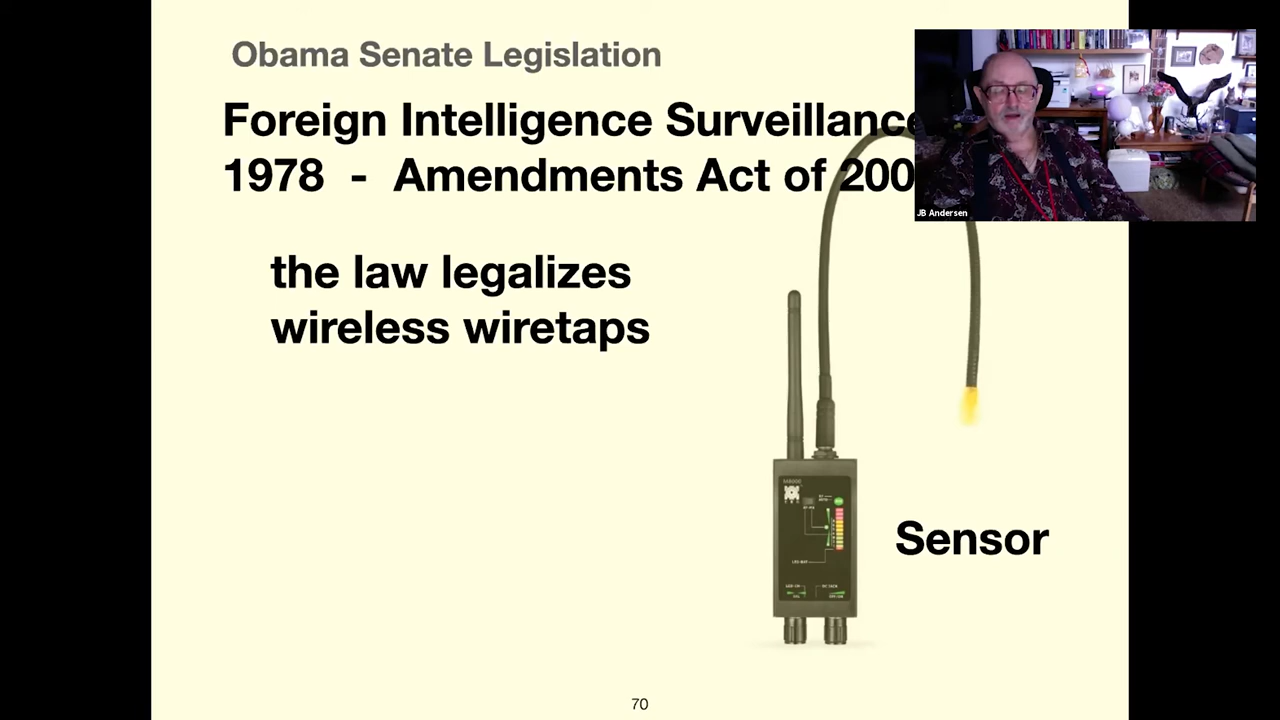 Obama Senate Legislation
Foreign Intelligence Surveillance
1978 - Amendments Act of 200
JB Andersen
the law legalizes
wireless wiretaps
M8000
Sensor
70